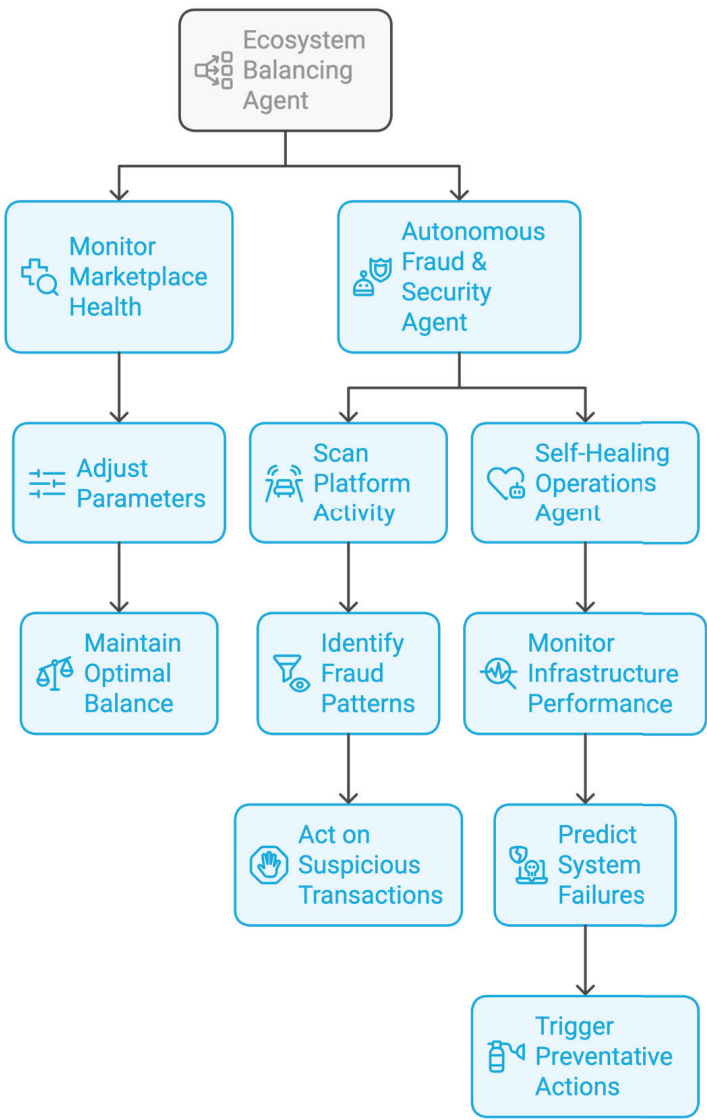 Ecosystem
Balancing
Agent
Monitor
Marketplace
Health
Autonomous
Fraud &
Security
Agent
Adjust
Parameters
Scan
Platform
Activity
Self-Healing
Operations
Agent
Maintain
Optimal
Balance
Identify
Fraud
Patterns
Monitor
Infrastructure
Performance
Act on
Suspicious
Transactions
Predict
System
Failures
Trigger
Preventative
Actions